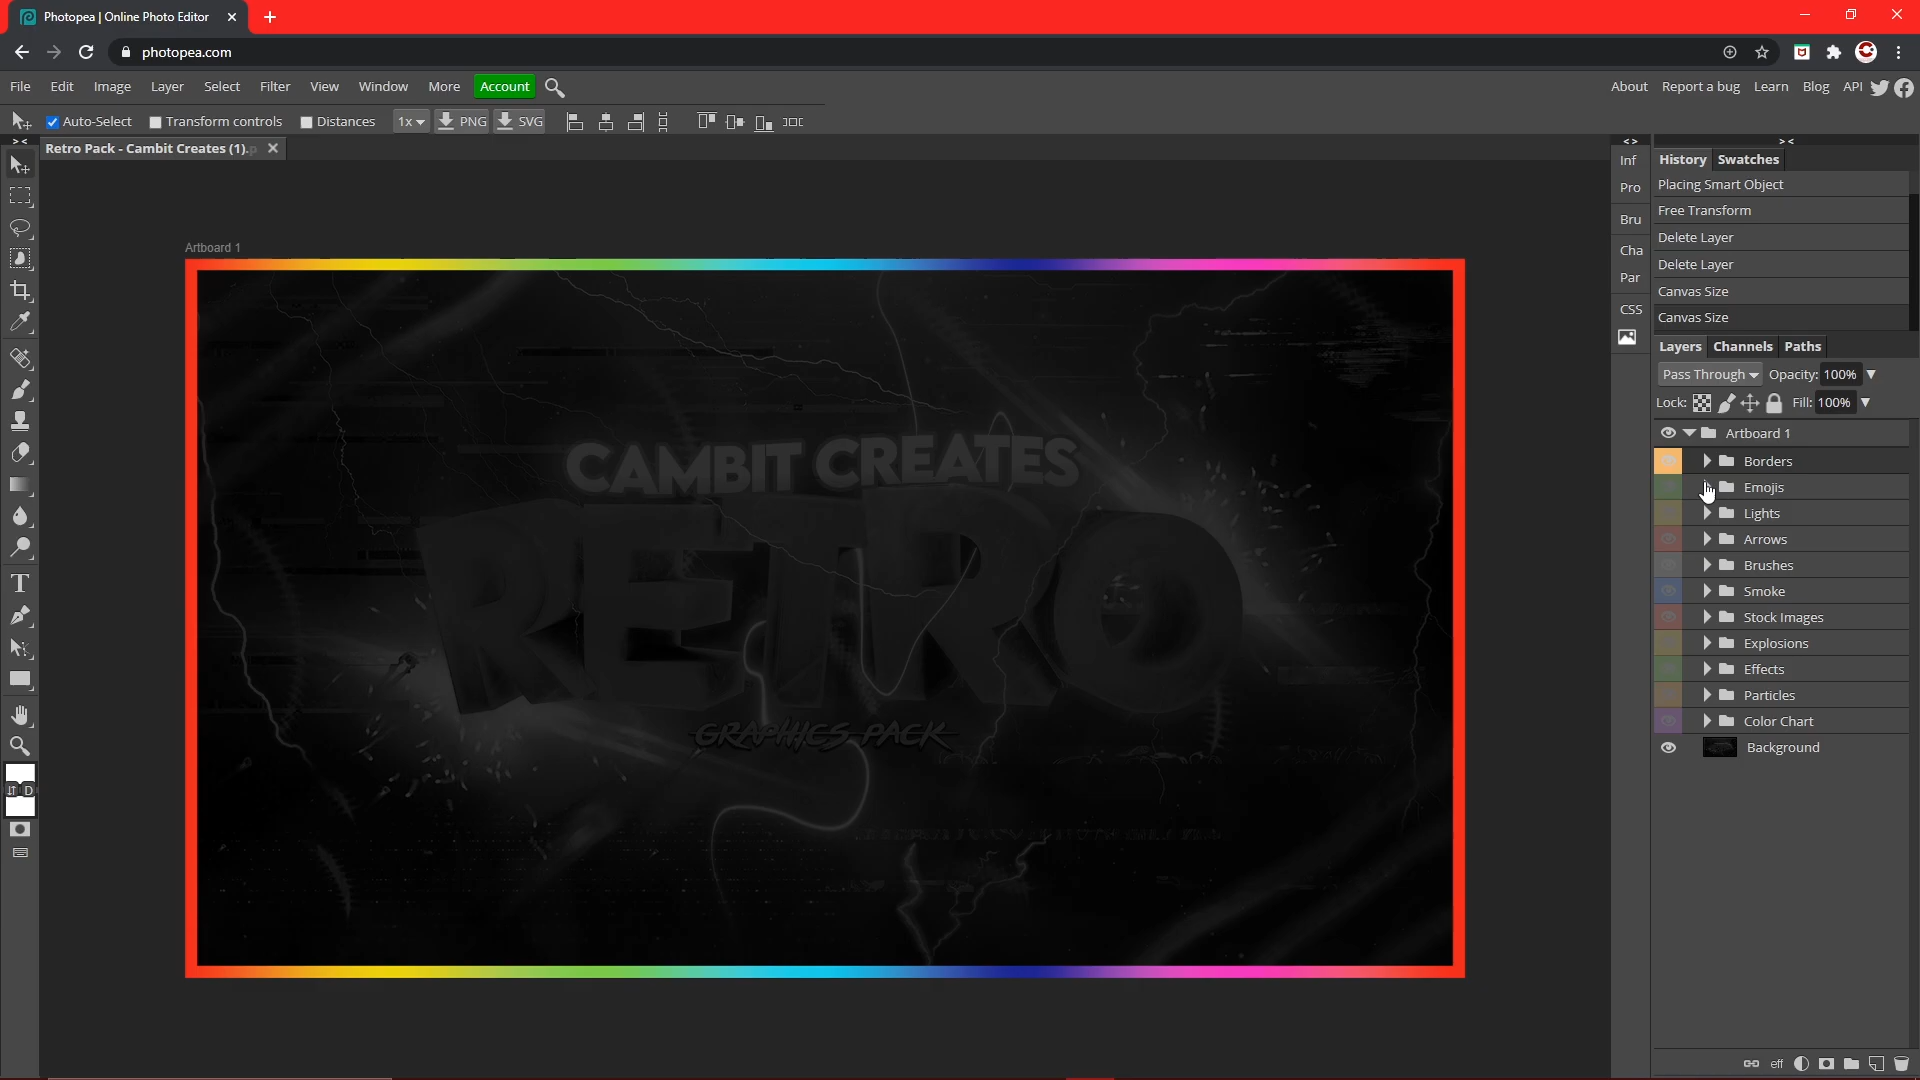 Photopea | Online Photo Editor
photopea.com
File Edit Image Layer Select Filter View Window More Account
About Report a bug Learn Blog API
Auto-Select Transform controls Distances 1x PNG SVG
Retro Pack - Cambit Creates (1).p
Inf
Pro
Bru
Cha
Par
CSS
History Swatches
Placing Smart Object
Free Transform
Delete Layer
Delete Layer
Canvas Size
Canvas Size
Layers Channels Paths
Pass Through Opacity: 100%
Lock: Fill: 100%
Artboard 1
Borders
Emojis
Lights
Arrows
Brushes
Smoke
Stock Images
Explosions
Effects
Particles
Color Chart
Background
eff
Artboard 1
CAMBIT CREATES
RETRO
GRAPHICS PACK
T
D